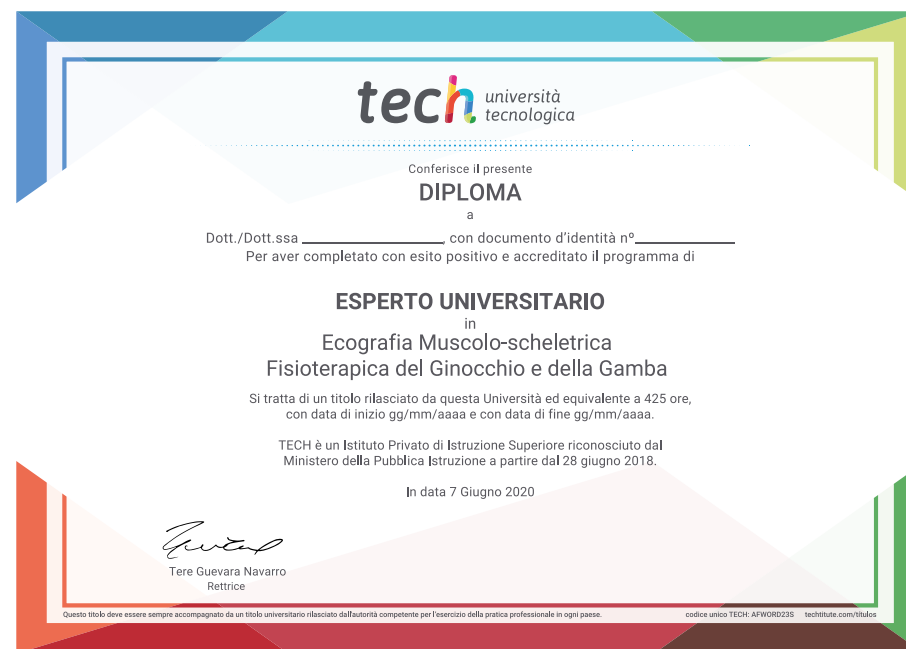 tech università
tecnologica
Conferisce il presente
DIPLOMA
a
Dott./Dott.ssa ____________________, con documento d'identità nº______________
Per aver completato con esito positivo e accreditato il programma di
ESPERTO UNIVERSITARIO
in
Ecografia Muscolo-scheletrica
Fisioterapica del Ginocchio e della Gamba
Si tratta di un titolo rilasciato da questa Università ed equivalente a 425 ore,
con data di inizio gg/mm/aaaa e con data di fine gg/mm/aaaa.
TECH è un Istituto Privato di Istruzione Superiore riconosciuto dal
Ministero della Pubblica Istruzione a partire dal 28 giugno 2018.
In data 7 Giugno 2020
Tere Guevara Navarro
Rettrice
Questo titolo deve essere sempre accompagnato da un titolo universitario rilasciato dall'autorità competente per l'esercizio della pratica professionale in ogni paese. codice unico TECH: AFWORD23S techtitute.com/titulos